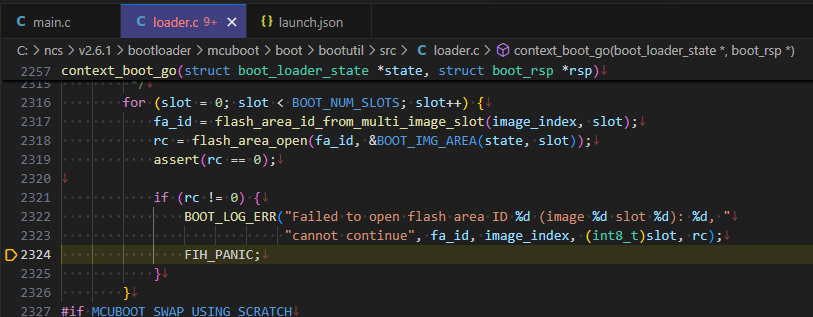 main.c
loader.c 9+ ×
launch.json
C: > ncs > v2.6.1 > bootloader > mcuboot > boot > bootutil > src > C loader.c > context_boot_go(boot_loader_state *, boot_rsp *)
2257 context_boot_go(struct boot_loader_state *state, struct boot_rsp *rsp)
2315 */
2316 for (slot = 0; slot < BOOT_NUM_SLOTS; slot++) {
2317 fa_id = flash_area_id_from_multi_image_slot(image_index, slot);
2318 rc = flash_area_open(fa_id, &BOOT_IMG_AREA(state, slot));
2319 assert(rc == 0);
2320
2321 if (rc != 0) {
2322 BOOT_LOG_ERR("Failed to open flash area ID %d (image %d slot %d): %d, "
2323 "cannot continue", fa_id, image_index, (int8_t)slot, rc);
2324 FIH_PANIC;
2325 }
2326 }
2327 #if MCUBOOT_SWAP_USING_SCRATCH